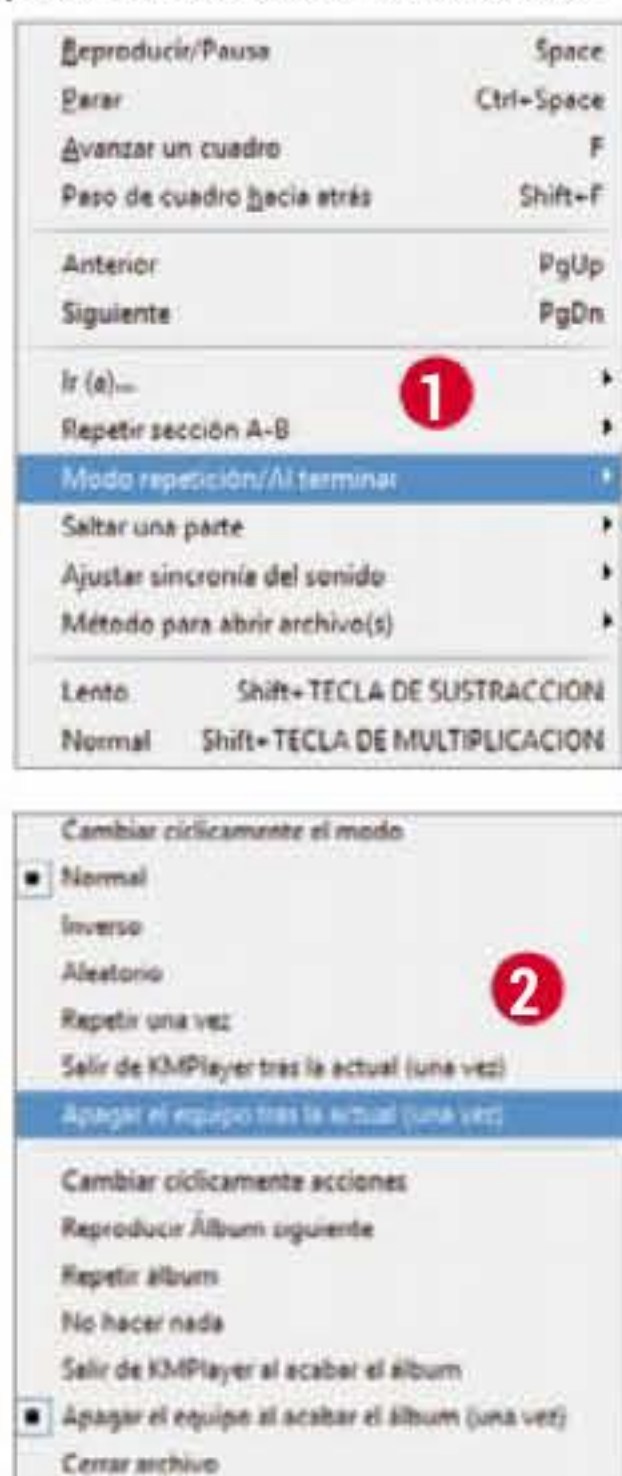 Reproducir/Pausa Space
Parar Ctrl+Space
Avanzar un cuadro F
Paso de cuadro hacia atrás Shift+F
Anterior PgUp
Siguiente PgDn
Ir (a)...
1
Repetir sección A-B
Modo repetición/Al terminar
Saltar una parte
Ajustar sincronía del sonido
Método para abrir archivo(s)
Lento Shift+TECLA DE SUSTRACCION
Normal Shift+TECLA DE MULTIPLICACION
Cambiar cíclicamente el modo
Normal
Inverso
Aleatorio
2
Repetir una vez
Salir de KMPlayer tras la actual (una vez)
Apagar el equipo tras la actual (una vez)
Cambiar cíclicamente acciones
Reproducir Álbum siguiente
Repetir álbum
No hacer nada
Salir de KMPlayer al acabar el álbum
Apagar el equipo al acabar el álbum (una vez)
Cerrar archivo